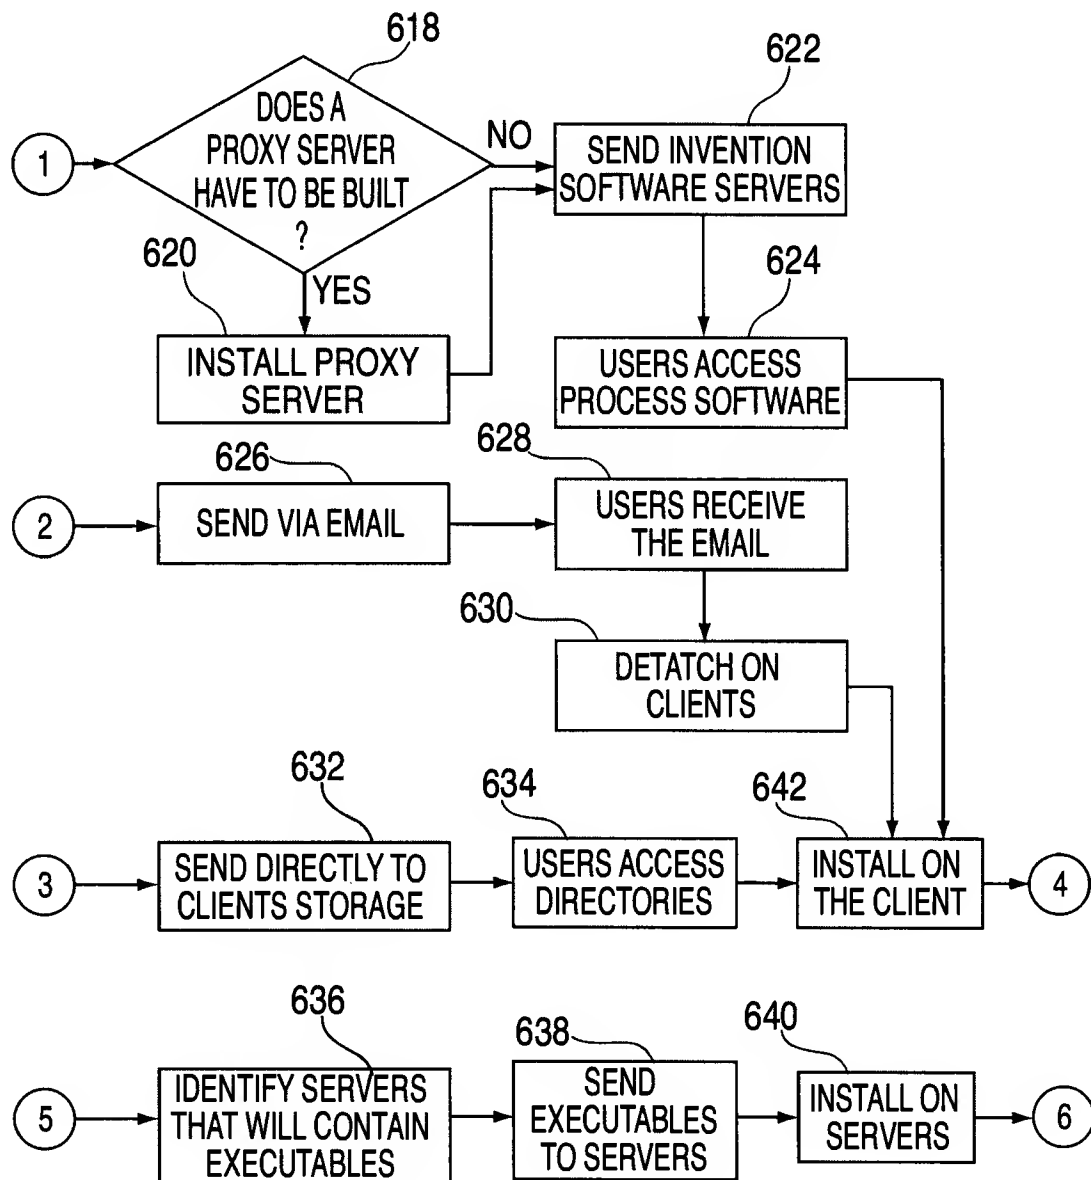 618
DOES A
PROXY SERVER
HAVE TO BE BUILT
?
1
NO
622
SEND INVENTION
SOFTWARE SERVERS
620
YES
INSTALL PROXY
SERVER
624
USERS ACCESS
PROCESS SOFTWARE
626
2
SEND VIA EMAIL
628
USERS RECEIVE
THE EMAIL
630
DETATCH ON
CLIENTS
632
3
SEND DIRECTLY TO
CLIENTS STORAGE
634
USERS ACCESS
DIRECTORIES
642
INSTALL ON
THE CLIENT
4
636
5
IDENTIFY SERVERS
THAT WILL CONTAIN
EXECUTABLES
638
SEND
EXECUTABLES
TO SERVERS
640
INSTALL ON
SERVERS
6